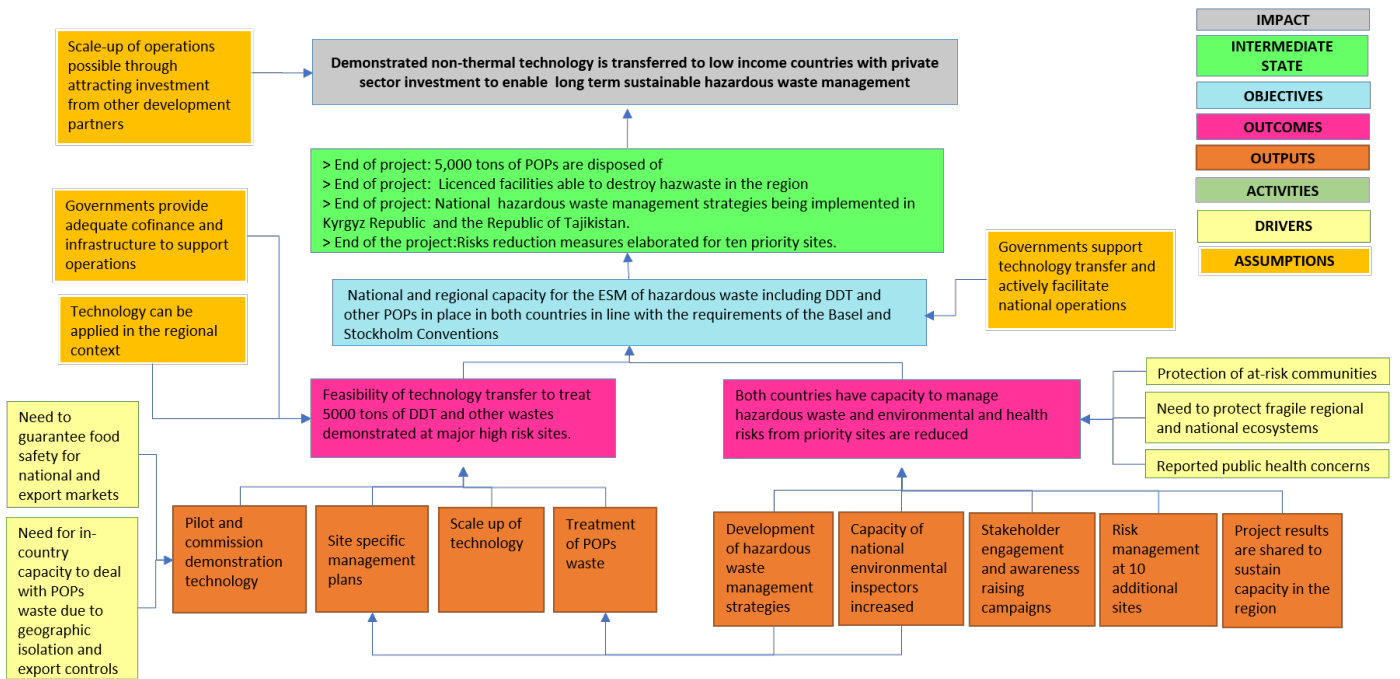 IMPACT
INTERMEDIATE
STATE
OBJECTIVES
OUTCOMES
OUTPUTS
ACTIVITIES
DRIVERS
ASSUMPTIONS
Scale-up of operations
possible through
attracting investment
from other development
partners
Demonstrated non-thermal technology is transferred to low income countries with private
sector investment to enable  long term sustainable hazardous waste management
> End of project: 5,000 tons of POPs are disposed of
> End of project:  Licenced facilities able to destroy hazwaste in the region
> End of project: National  hazardous waste management strategies being implemented in
Kyrgyz Republic  and the Republic of Tajikistan.
> End of the project:Risks reduction measures elaborated for ten priority sites.
Governments provide
adequate cofinance and
infrastructure to support
operations
Governments support
technology transfer and
actively facilitate
national operations
National and regional capacity for the ESM of hazardous waste including DDT and
other POPs in place in both countries in line with the requirements of the Basel and
Stockholm Conventions
Technology can be
applied in the regional
context
Feasibility of technology transfer to treat
5000 tons of DDT and other wastes
demonstrated at major high risk sites.
Both countries have capacity to manage
hazardous waste and environmental and health
risks from priority sites are reduced
Protection of at-risk communities
Need to protect fragile regional
and national ecosystems
Reported public health concerns
Need to
guarantee food
safety for
national and
export markets
Need for in-
country
capacity to deal
with POPs
waste due to
geographic
isolation and
export controls
Pilot and
commission
demonstration
technology
Site specific
management
plans
Scale up of
technology
Treatment
of POPs
waste
Development
of hazardous
waste
management
strategies
Capacity of
national
environmental
inspectors
increased
Stakeholder
engagement
and awareness
raising
campaigns
Risk
management
at 10
additional
sites
Project results
are shared to
sustain
capacity in the
region